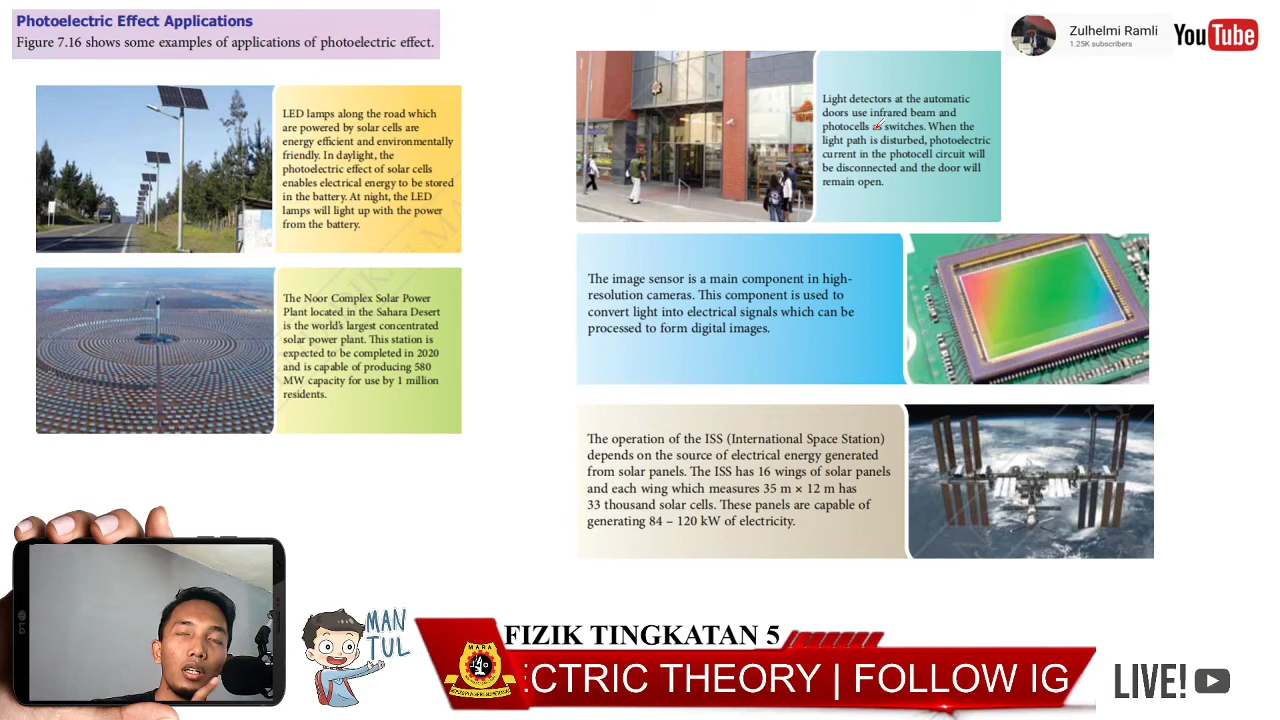 Photoelectric Effect Applications
Figure 7.16 shows some examples of applications of photoelectric effect.
LED lamps along the road which
are powered by solar cells are
energy efficient and environmentally
friendly. In daylight, the
photoelectric effect of solar cells
enables electrical energy to be stored
in the battery. At night, the LED
lamps will light up with the power
from the battery.
The Noor Complex Solar Power
Plant located in the Sahara Desert
is the world's largest concentrated
solar power plant. This station is
expected to be completed in 2020
and is capable of producing 580
MW capacity for use by 1 million
residents.
Zulhelmi Ramli
1.25K subscribers
YouTube
Light detectors at the automatic
doors use infrared beam and
photocells as switches. When the
light path is disturbed, photoelectric
current in the photocell circuit will
be disconnected and the door will
remain open.
The image sensor is a main component in high-
resolution cameras. This component is used to
convert light into electrical signals which can be
processed to form digital images.
The operation of the ISS (International Space Station)
depends on the source of electrical energy generated
from solar panels. The ISS has 16 wings of solar panels
and each wing which measures 35 m × 12 m has
33 thousand solar cells. These panels are capable of
generating 84 – 120 kW of electricity.
LG
MAN
TUL
FIZIK TINGKATAN 5
MARA
ECTRIC THEORY | FOLLOW IG
LIVE!